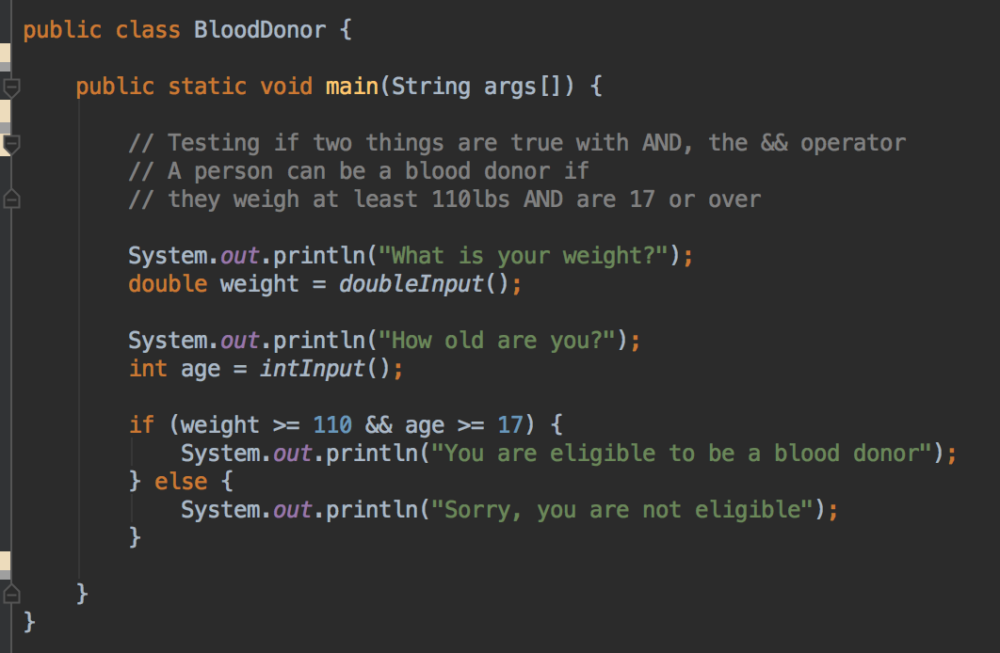 public class BloodDonor {
public static void main(String args[]) {
// Testing if two things are true with AND, the && operator
// A person can be a blood donor if
// they weigh at least 110lbs AND are 17 or over
System.out.println("What is your weight?");
double weight = doubleInput();
System.out.println("How old are you?");
int age = intInput();
if (weight >= 110 && age >= 17) {
System.out.println("You are eligible to be a blood donor");
} else {
System.out.println("Sorry, you are not eligible");
}
}
}